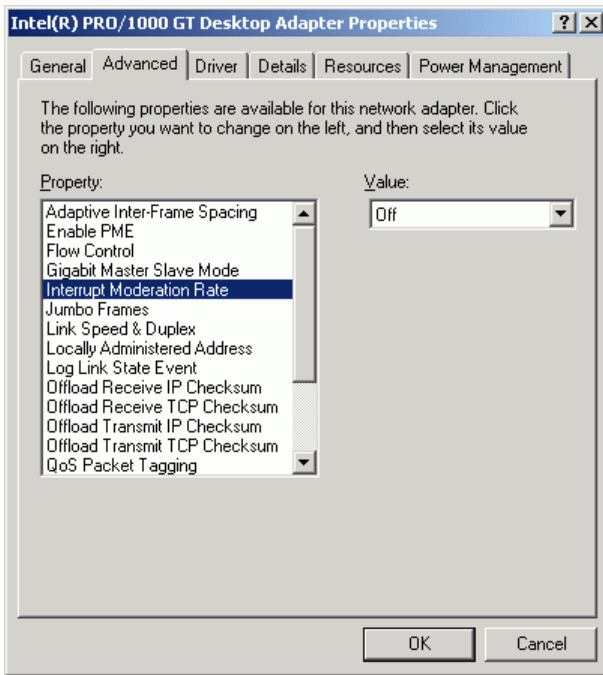 Intel(R) PRO/1000 GT Desktop Adapter Properties
General Advanced Driver Details Resources Power Management
The following properties are available for this network adapter. Click
the property you want to change on the left, and then select its value
on the right.
Property:
Value:
Adaptive Inter-Frame Spacing
Enable PME
Flow Control
Gigabit Master Slave Mode
Interrupt Moderation Rate
Jumbo Frames
Link Speed & Duplex
Locally Administered Address
Log Link State Event
Offload Receive IP Checksum
Offload Receive TCP Checksum
Offload Transmit IP Checksum
Offload Transmit TCP Checksum
QoS Packet Tagging
Off
OK
Cancel